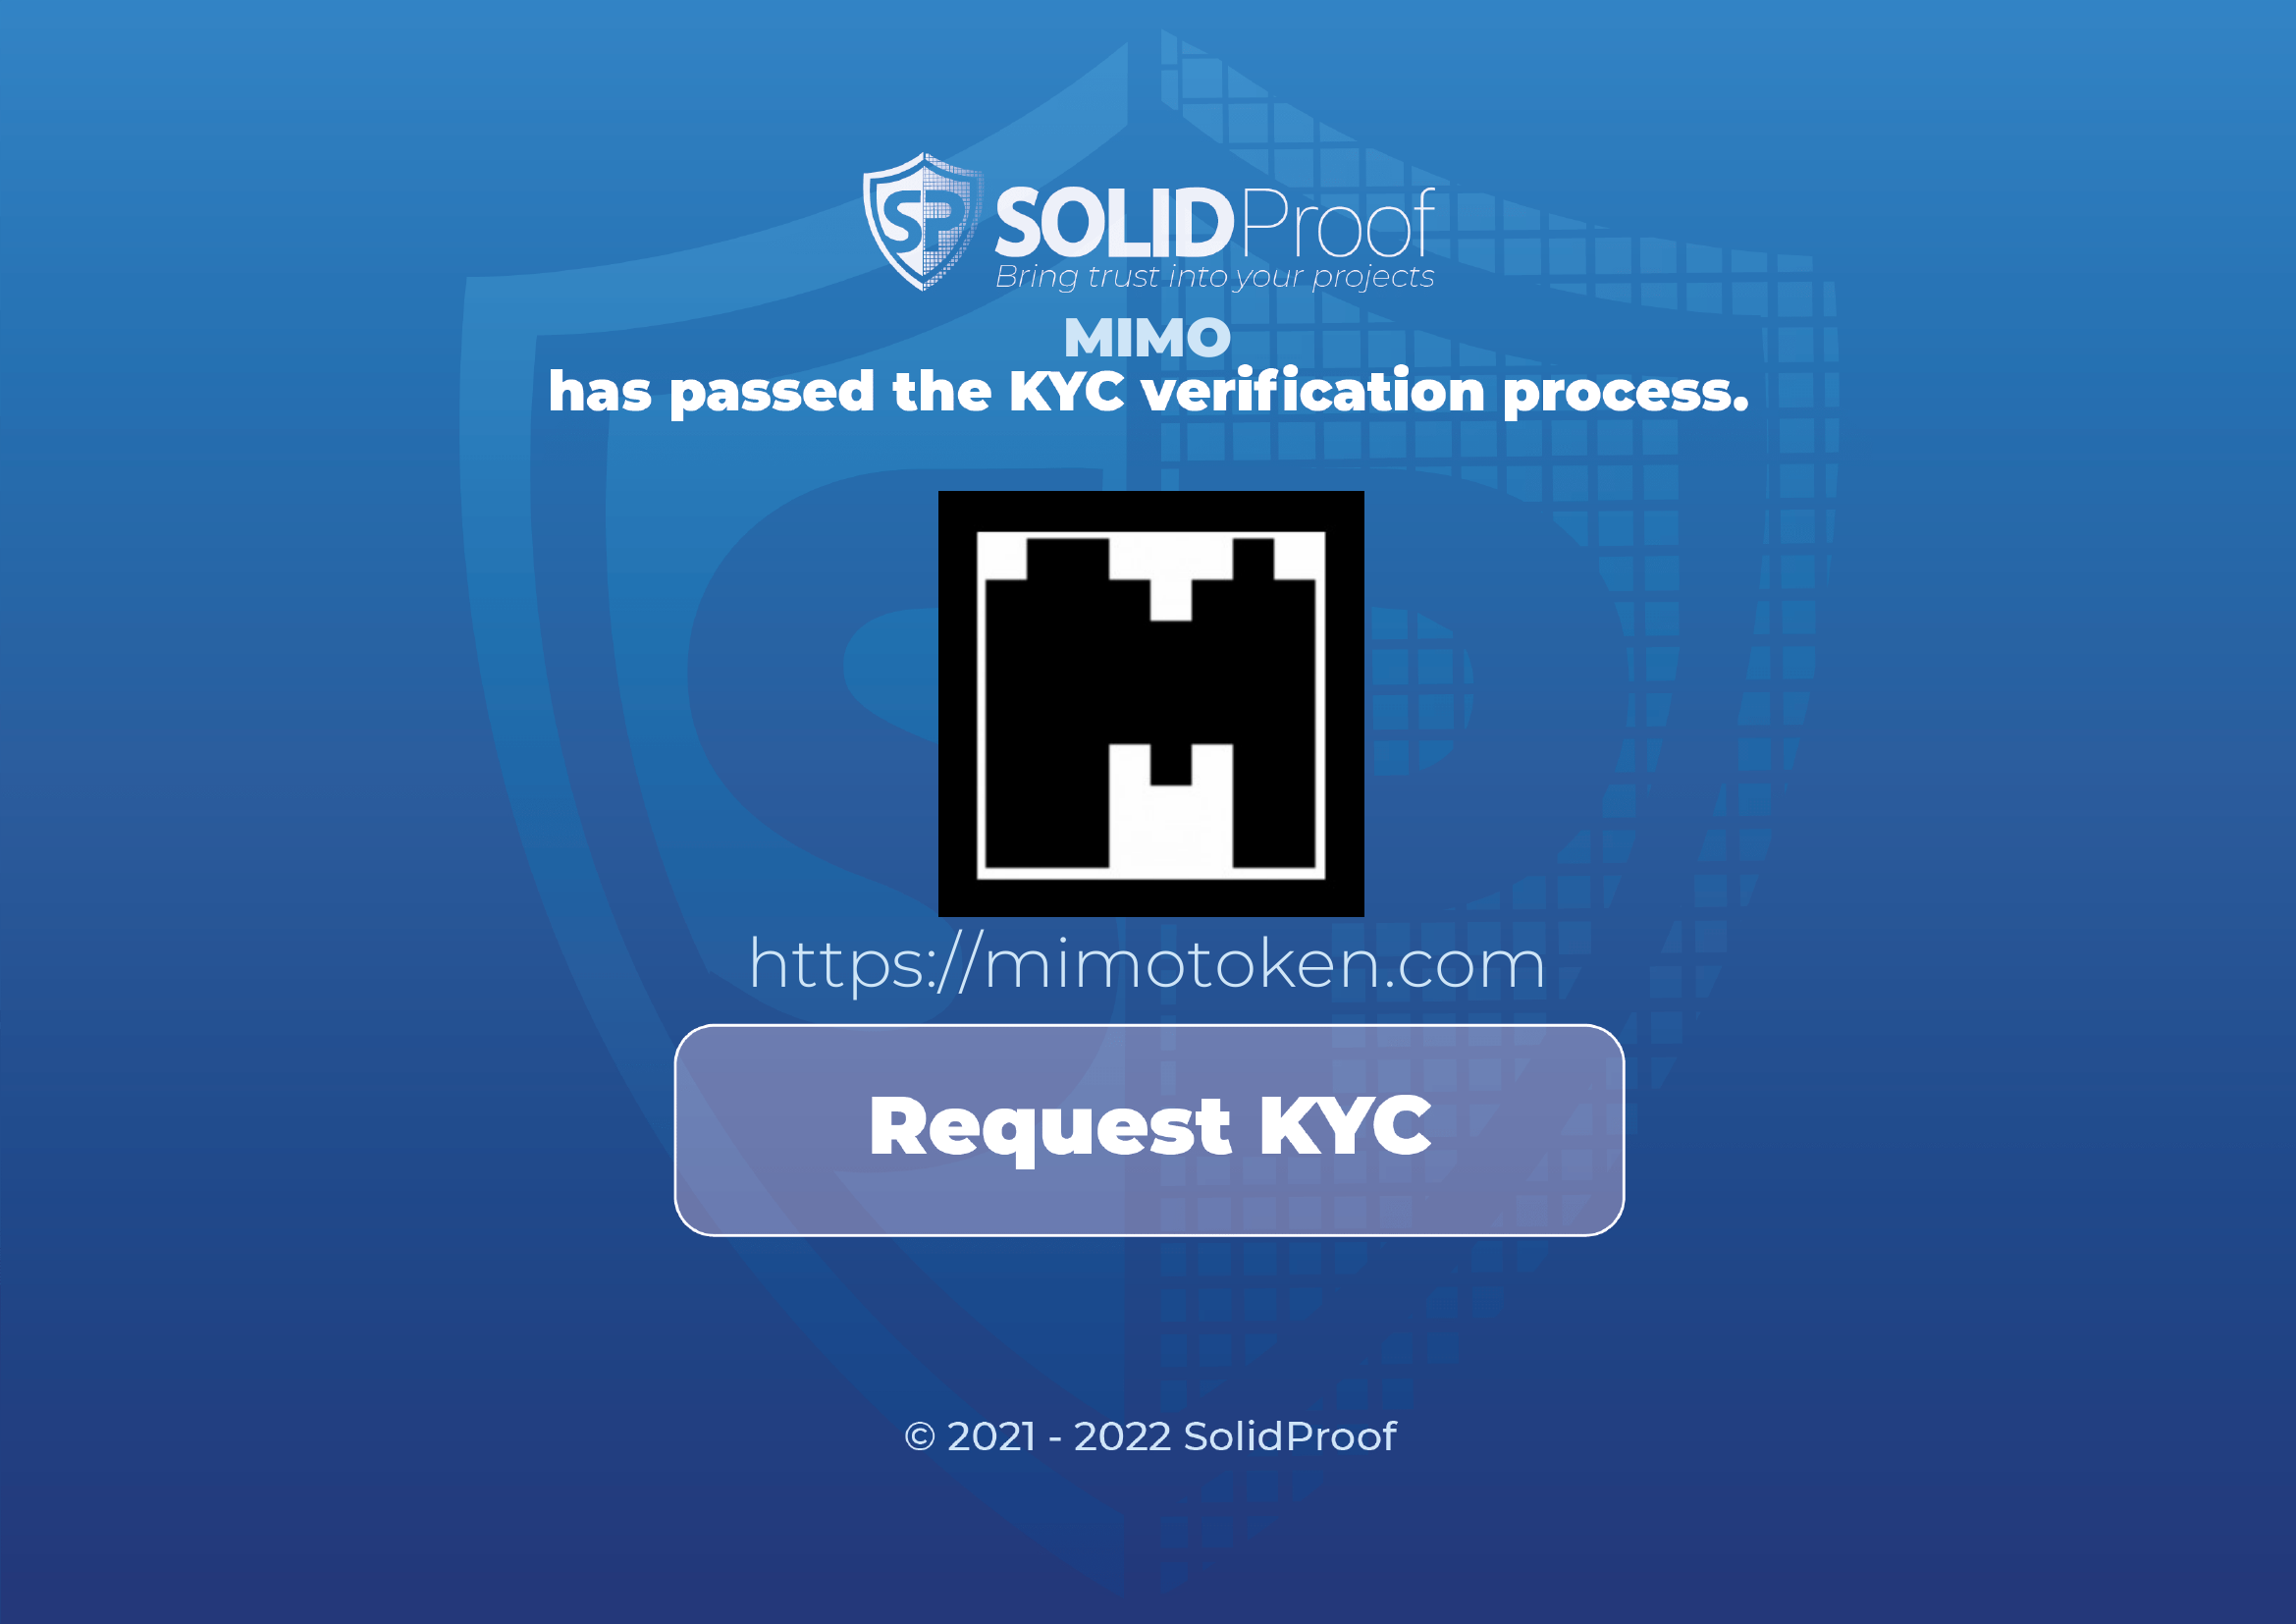 SP SOLIDProof
Bring trust into your projects
MIMO
has passed the KYC verification process.
https://mimotoken.com
Request KYC
© 2021 - 2022 SolidProof